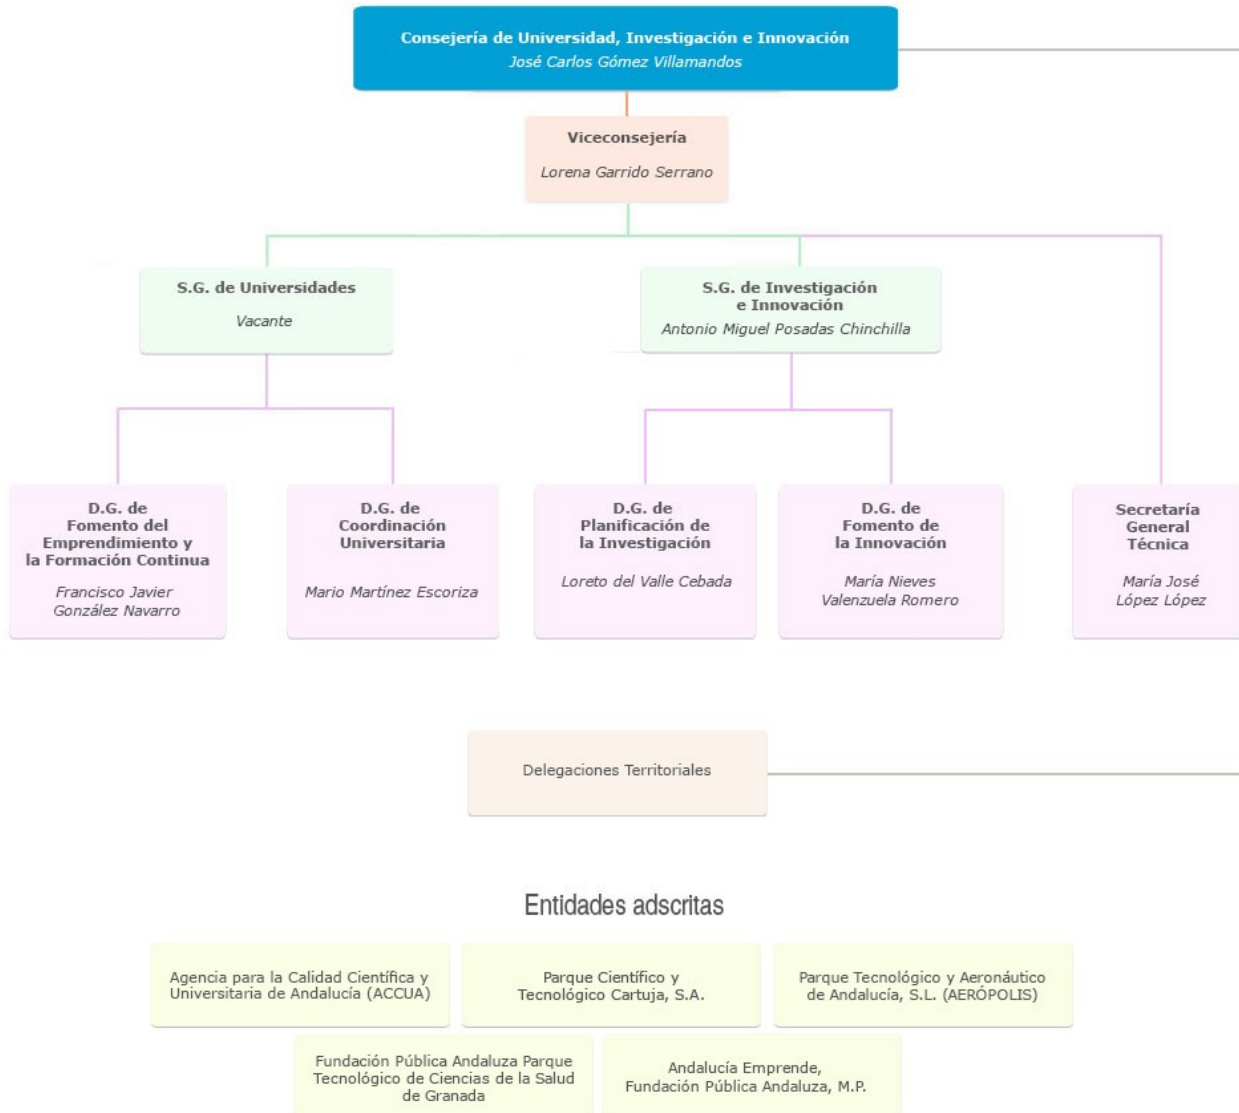 Consejería de Universidad, Investigación e Innovación
José Carlos Gómez Villamandos
Viceconsejería
Lorena Garrido Serrano
S.G. de Universidades
Vacante
S.G. de Investigación
e Innovación
Antonio Miguel Posadas Chinchilla
D.G. de
Fomento del
Emprendimiento y
la Formación Continua
Francisco Javier
González Navarro
D.G. de
Coordinación
Universitaria
Mario Martínez Escoriza
D.G. de
Planificación de
la Investigación
Loreto del Valle Cebada
D.G. de
Fomento de
la Innovación
María Nieves
Valenzuela Romero
Secretaría
General
Técnica
María José
López López
Delegaciones Territoriales
Entidades adscritas
Agencia para la Calidad Científica y
Universitaria de Andalucía (ACCUA)
Parque Científico y
Tecnológico Cartuja, S.A.
Parque Tecnológico y Aeronáutico
de Andalucía, S.L. (AERÓPOLIS)
Fundación Pública Andaluza Parque
Tecnológico de Ciencias de la Salud
de Granada
Andalucía Emprende,
Fundación Pública Andaluza, M.P.